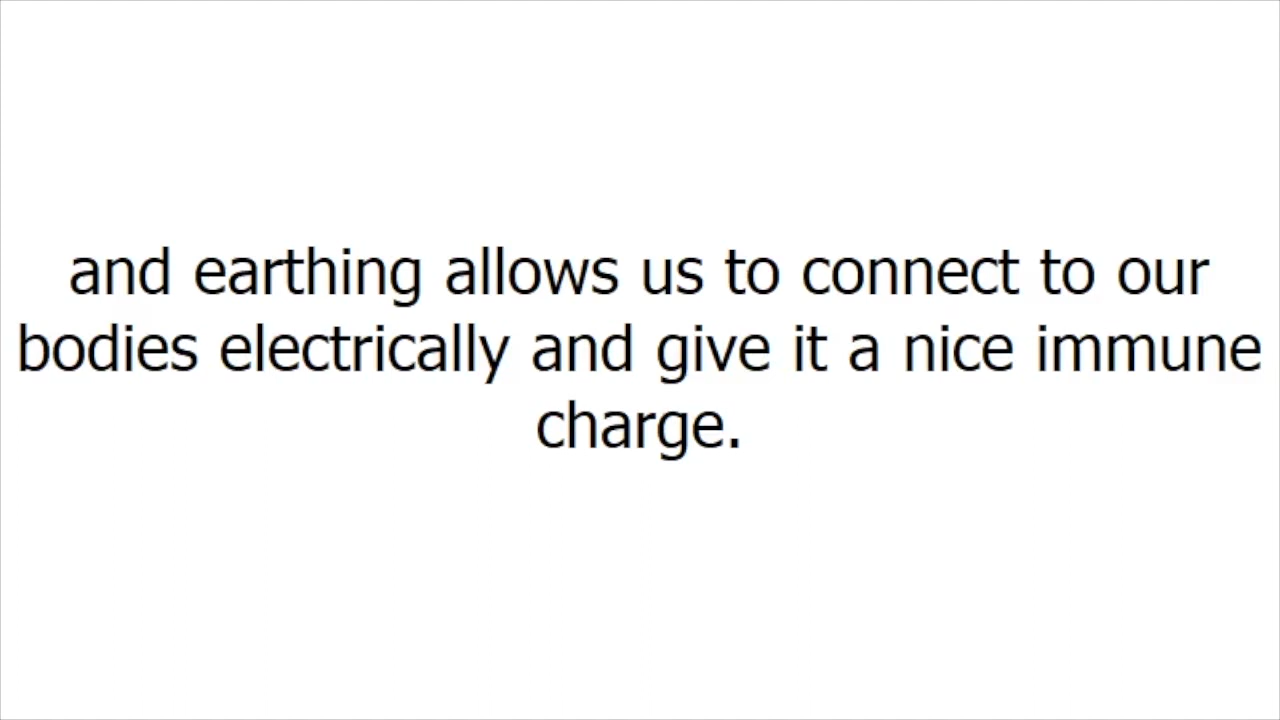 and earthing allows us to connect to our
bodies electrically and give it a nice immune
charge.